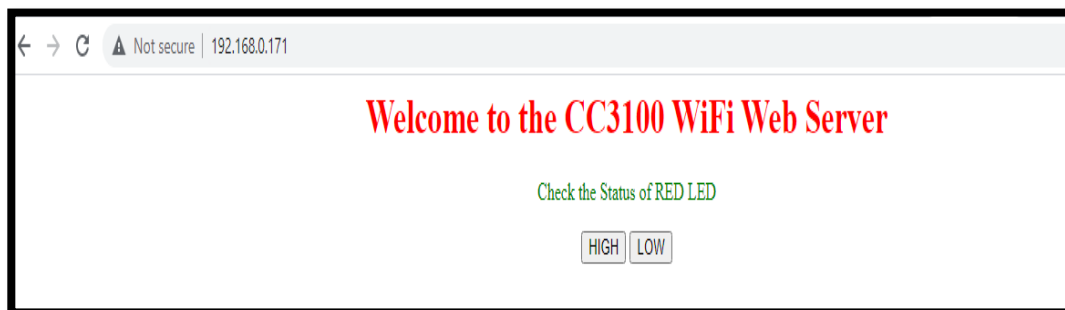 Not secure | 192.168.0.171
Welcome to the CC3100 WiFi Web Server
Check the Status of RED LED
HIGH LOW